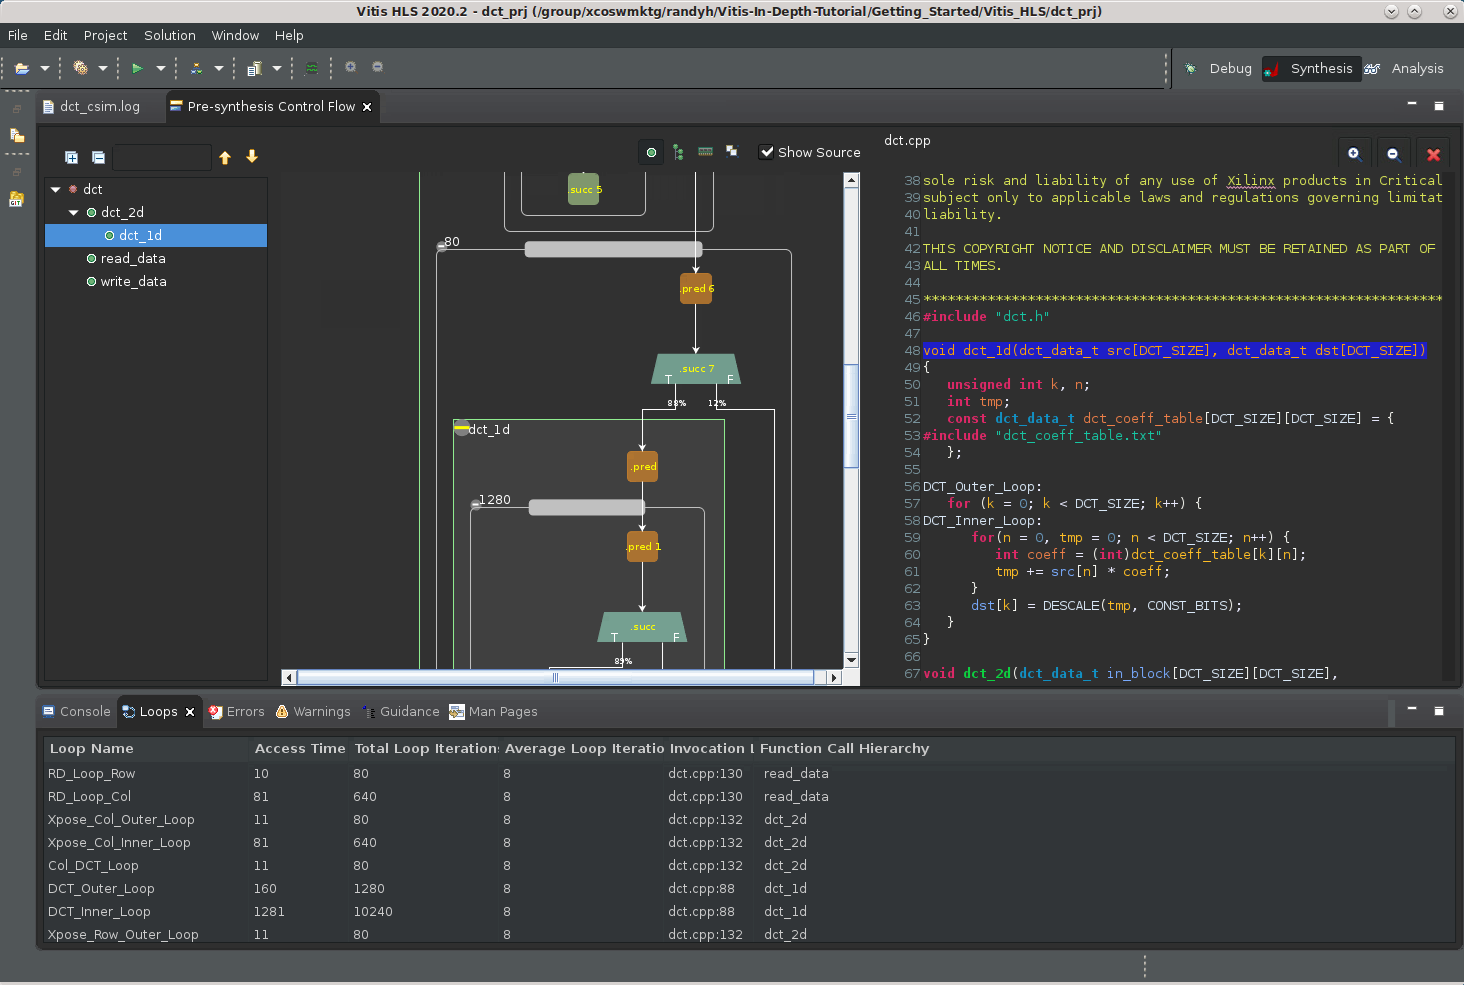 Vitis HLS 2020.2 - dct_prj (/group/xcoswmktg/randyh/Vitis-In-Depth-Tutorial/Getting_Started/Vitis_HLS/dct_prj)
File Edit Project Solution Window Help
Debug Synthesis Analysis
dct_csim.log Pre-synthesis Control Flow
Show Source
dct
dct_2d
dct_1d
read_data
write_data
GIT
.succ 5
80
.pred 6
.succ 7
T F
88% 12%
dct_1d
.pred
1280
.pred 1
.succ
T F
89%
dct.cpp
38 sole risk and liability of any use of Xilinx products in Critical
39 subject only to applicable laws and regulations governing limitat
40 liability.
41
42 THIS COPYRIGHT NOTICE AND DISCLAIMER MUST BE RETAINED AS PART OF
43 ALL TIMES.
44
45 *****************************************************************
46 #include "dct.h"
47
48 void dct_1d(dct_data_t src[DCT_SIZE], dct_data_t dst[DCT_SIZE])
49 {
50 unsigned int k, n;
51 int tmp;
52 const dct_data_t dct_coeff_table[DCT_SIZE][DCT_SIZE] = {
53 #include "dct_coeff_table.txt"
54 };
55
56 DCT_Outer_Loop:
57 for (k = 0; k < DCT_SIZE; k++) {
58 DCT_Inner_Loop:
59 for(n = 0, tmp = 0; n < DCT_SIZE; n++) {
60 int coeff = (int)dct_coeff_table[k][n];
61 tmp += src[n] * coeff;
62 }
63 dst[k] = DESCALE(tmp, CONST_BITS);
64 }
65 }
66
67 void dct_2d(dct_data_t in_block[DCT_SIZE][DCT_SIZE],
Console Loops Errors Warnings Guidance Man Pages
Loop Name Access Time Total Loop Iterations Average Loop Iteratio Invocation L Function Call Hierarchy
RD_Loop_Row 10 80 8 dct.cpp:130 read_data
RD_Loop_Col 81 640 8 dct.cpp:130 read_data
Xpose_Col_Outer_Loop 11 80 8 dct.cpp:132 dct_2d
Xpose_Col_Inner_Loop 81 640 8 dct.cpp:132 dct_2d
Col_DCT_Loop 11 80 8 dct.cpp:132 dct_2d
DCT_Outer_Loop 160 1280 8 dct.cpp:88 dct_1d
DCT_Inner_Loop 1281 10240 8 dct.cpp:88 dct_1d
Xpose_Row_Outer_Loop 11 80 8 dct.cpp:132 dct_2d